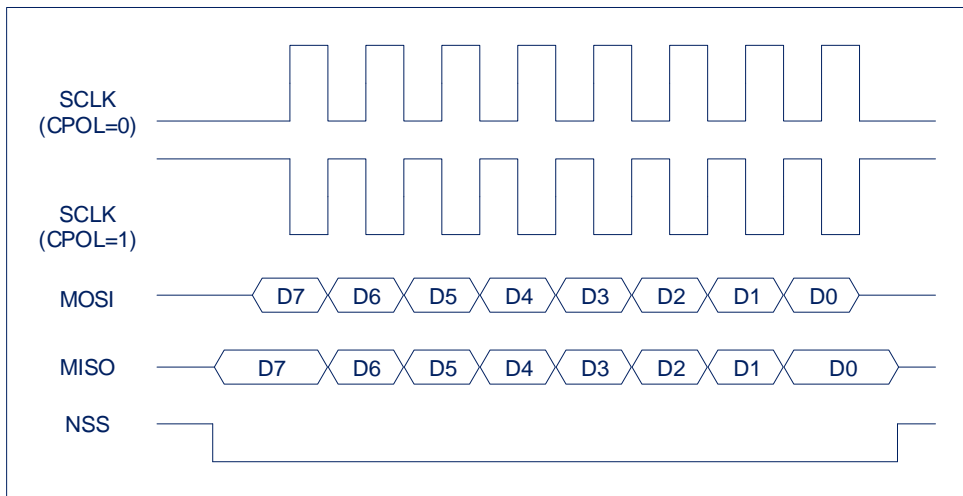 SCLK
(CPOL=0)
SCLK
(CPOL=1)
MOSI D7 D6 D5 D4 D3 D2 D1 D0
MISO D7 D6 D5 D4 D3 D2 D1 D0
NSS